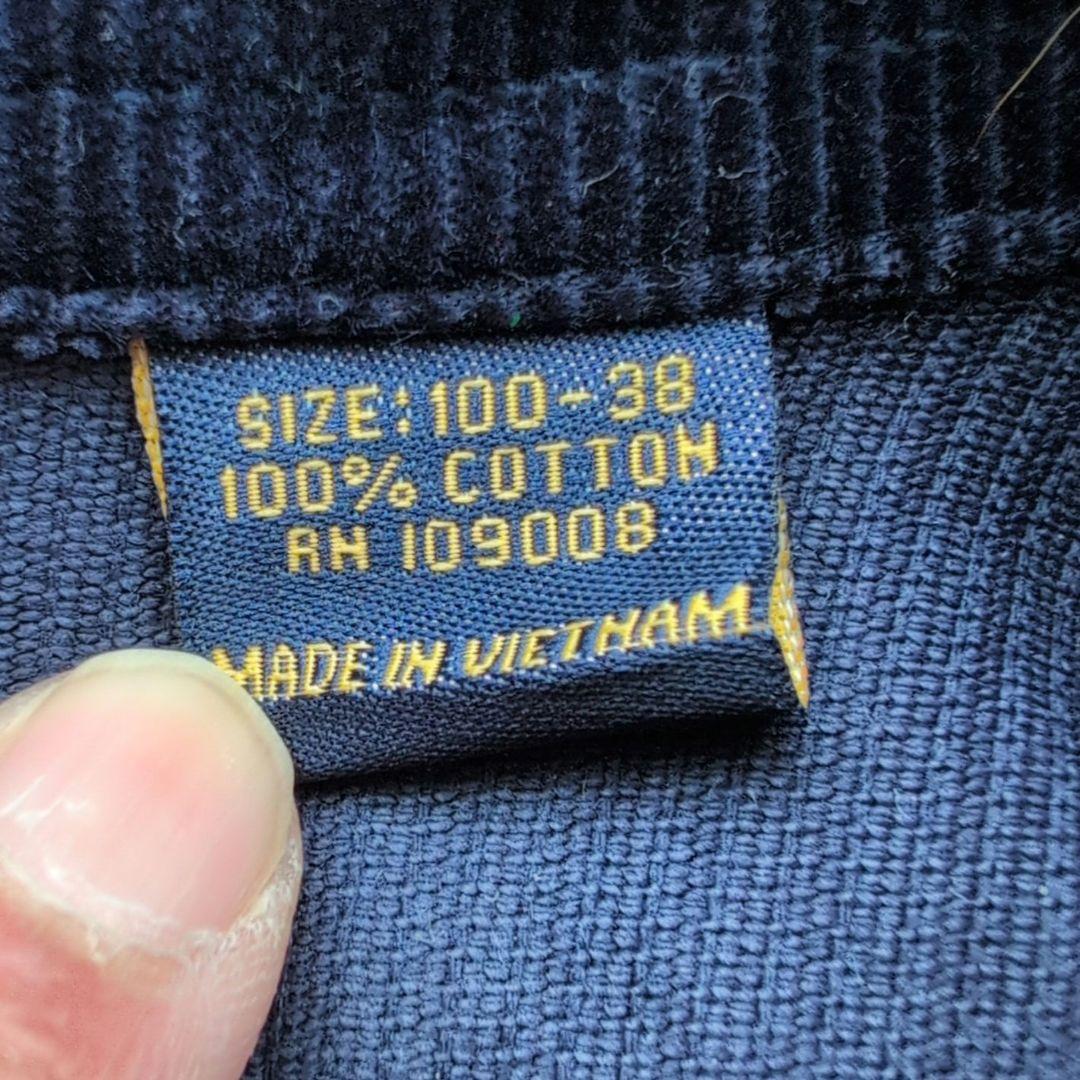 SIZE: 100-38
100% COTTON
RN 109008
MADE IN VIETNAM